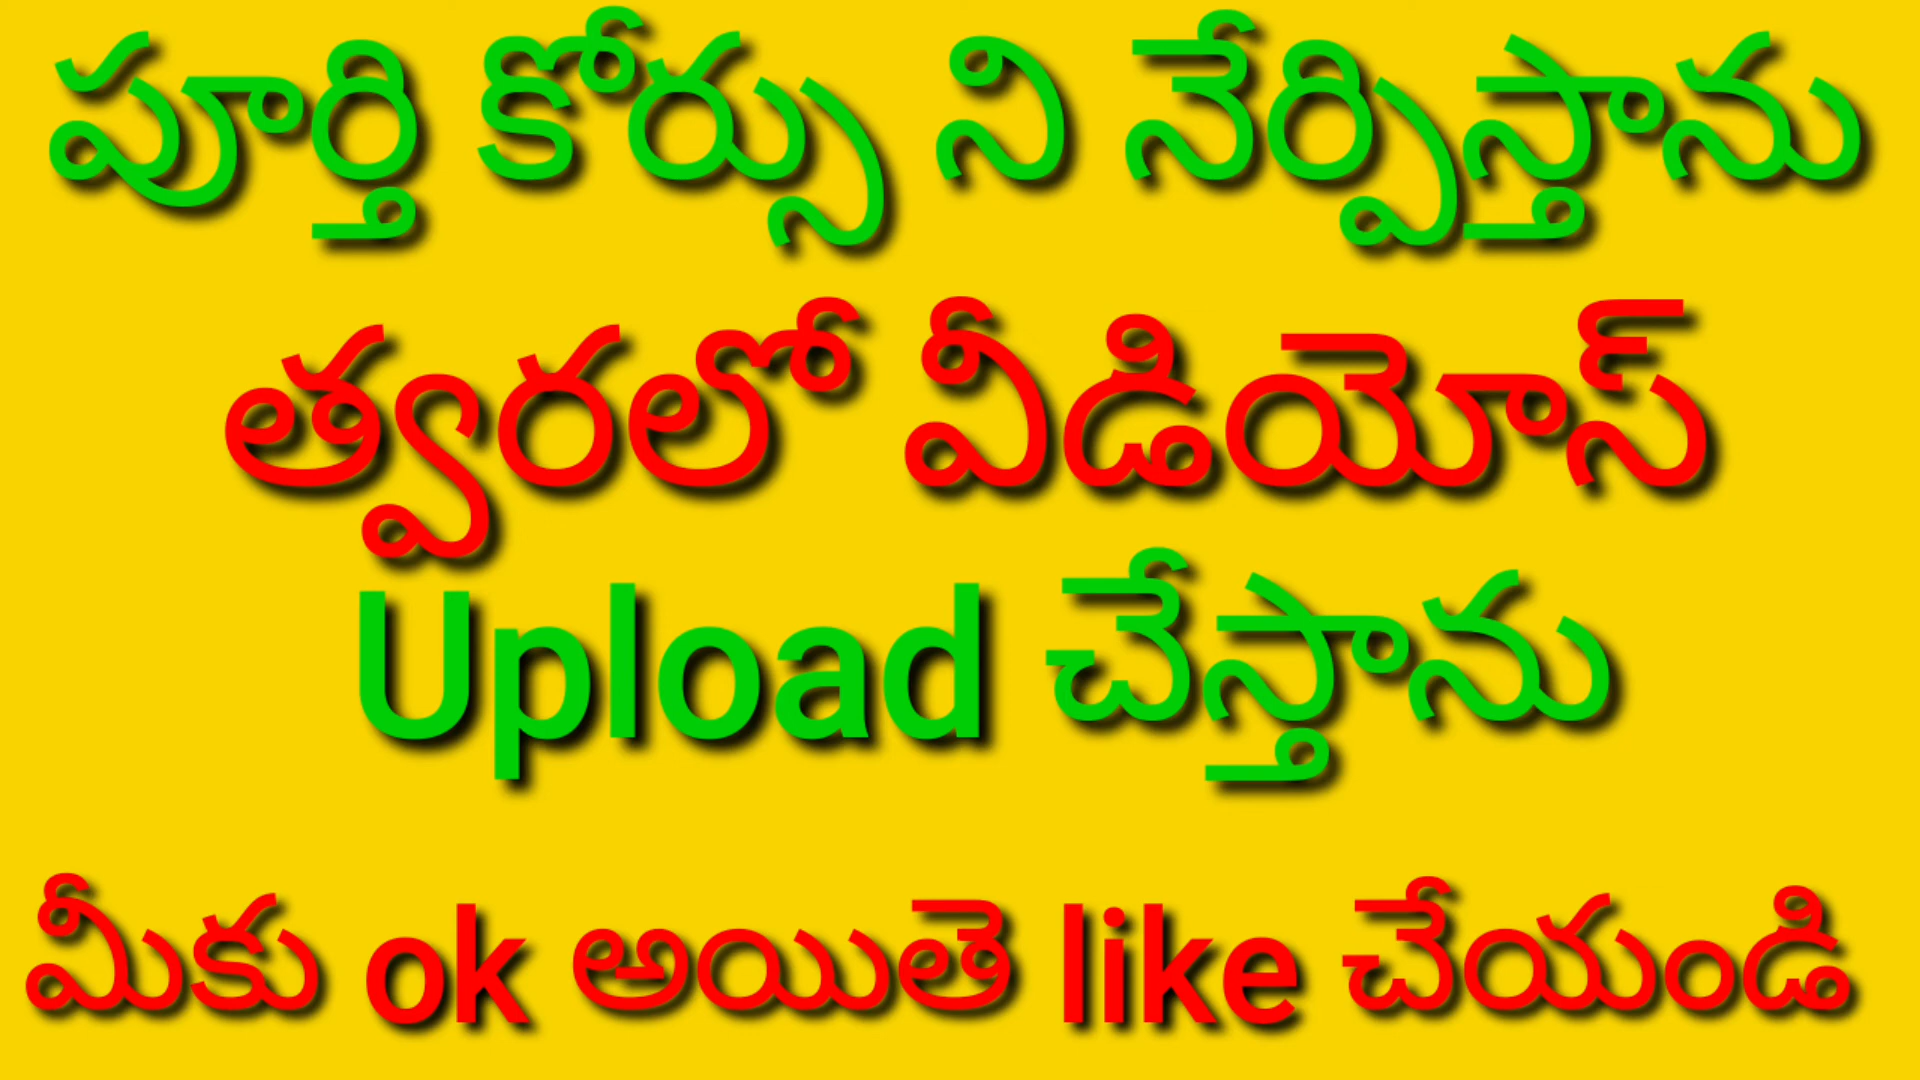 పూర్తి కోర్సు ని నేర్పిస్తాను
త్వరలో వీడియోస్
Upload చేస్తాను
మీకు ok అయితె like చేయండి